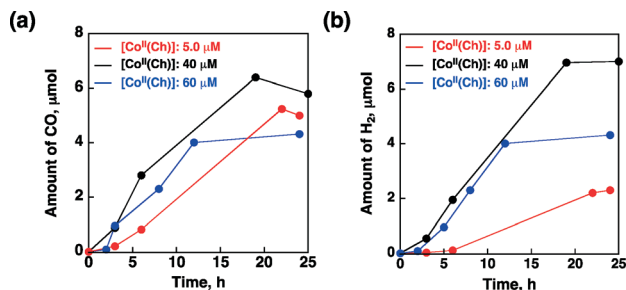 (a)
[Co^II(Ch)]: 5.0 μM
[Co^II(Ch)]: 40 μM
[Co^II(Ch)]: 60 μM
Amount of CO, μmol
8
6
4
2
0
0 5 10 15 20 25
Time, h
(b)
[Co^II(Ch)]: 5.0 μM
[Co^II(Ch)]: 40 μM
[Co^II(Ch)]: 60 μM
Amount of H₂, μmol
8
6
4
2
0
0 5 10 15 20 25
Time, h